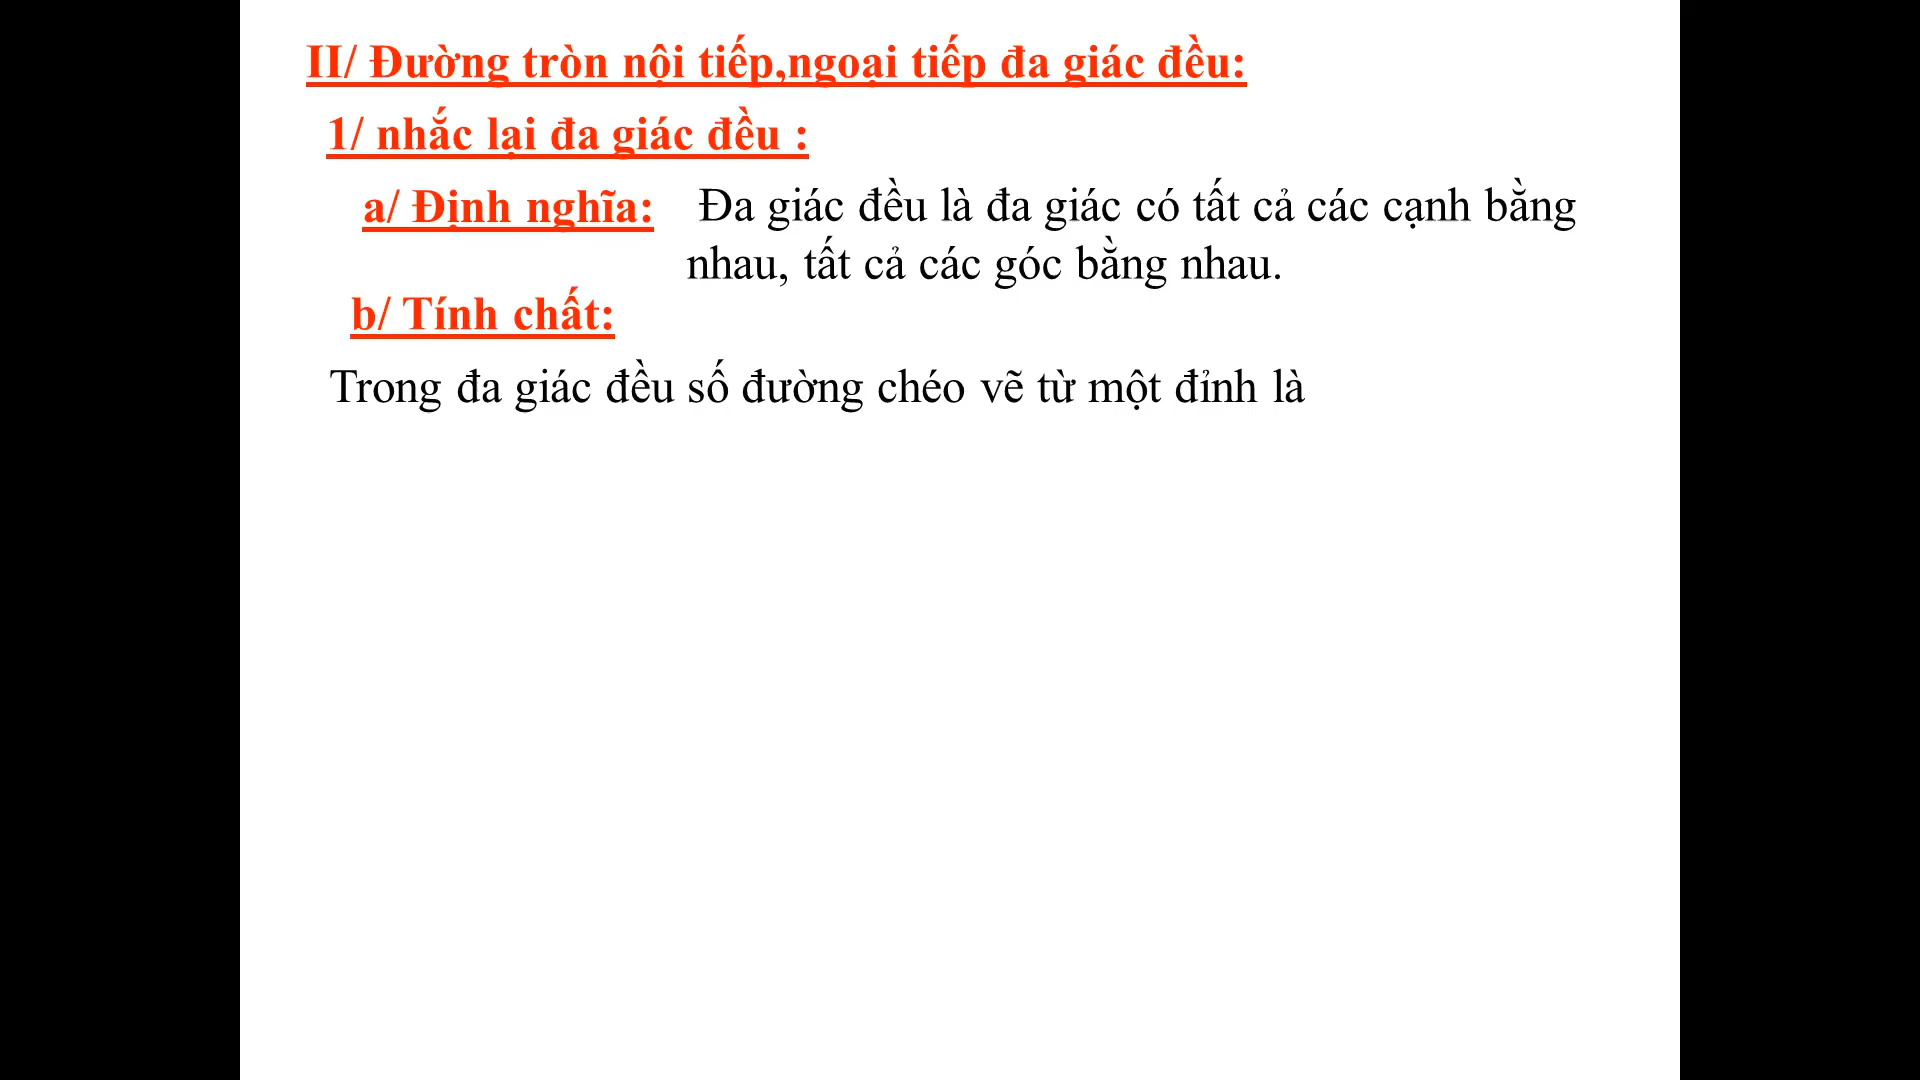 II/ Đường tròn nội tiếp,ngoại tiếp đa giác đều:
1/ nhắc lại đa giác đều :
a/ Định nghĩa: Đa giác đều là đa giác có tất cả các cạnh bằng
nhau, tất cả các góc bằng nhau.
b/ Tính chất:
Trong đa giác đều số đường chéo vẽ từ một đỉnh là